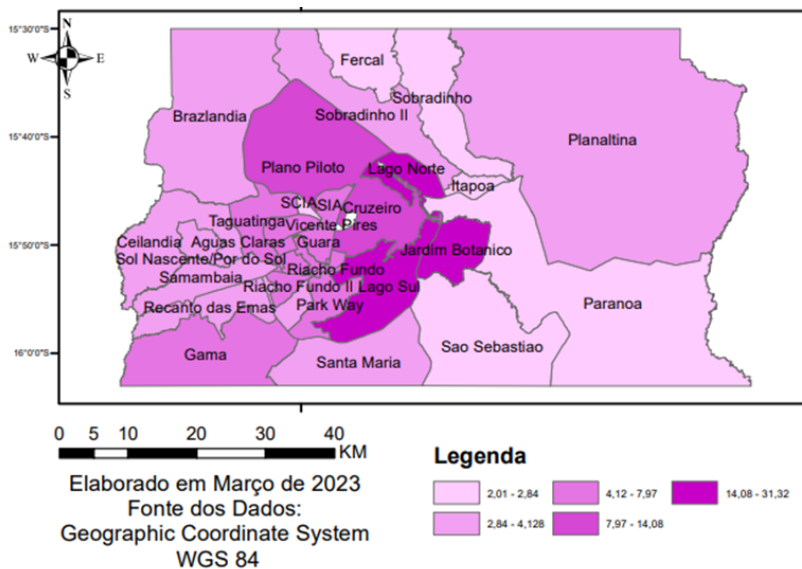 N
W E
S
15°30'0"S
15°40'0"S
15°50'0"S
16°0'0"S
Fercal
Sobradinho
Brazlandia
Sobradinho II
Planaltina
Plano Piloto
Lago Norte
Itapoa
SCIA
SIA
Cruzeiro
Taguatinga
Vicente Pires
Ceilandia
Aguas Claras
Guara
Jardim Botanico
Sol Nascente/Por do Sol
Samambaia
Riacho Fundo
Riacho Fundo II
Lago Sul
Recanto das Emas
Park Way
Paranoa
Gama
Santa Maria
Sao Sebastiao
0 5 10 20 30 40
KM
Elaborado em Março de 2023
Fonte dos Dados:
Geographic Coordinate System
WGS 84
Legenda
2,01 - 2,84
4,12 - 7,97
14,08 - 31,32
2,84 - 4,128
7,97 - 14,08